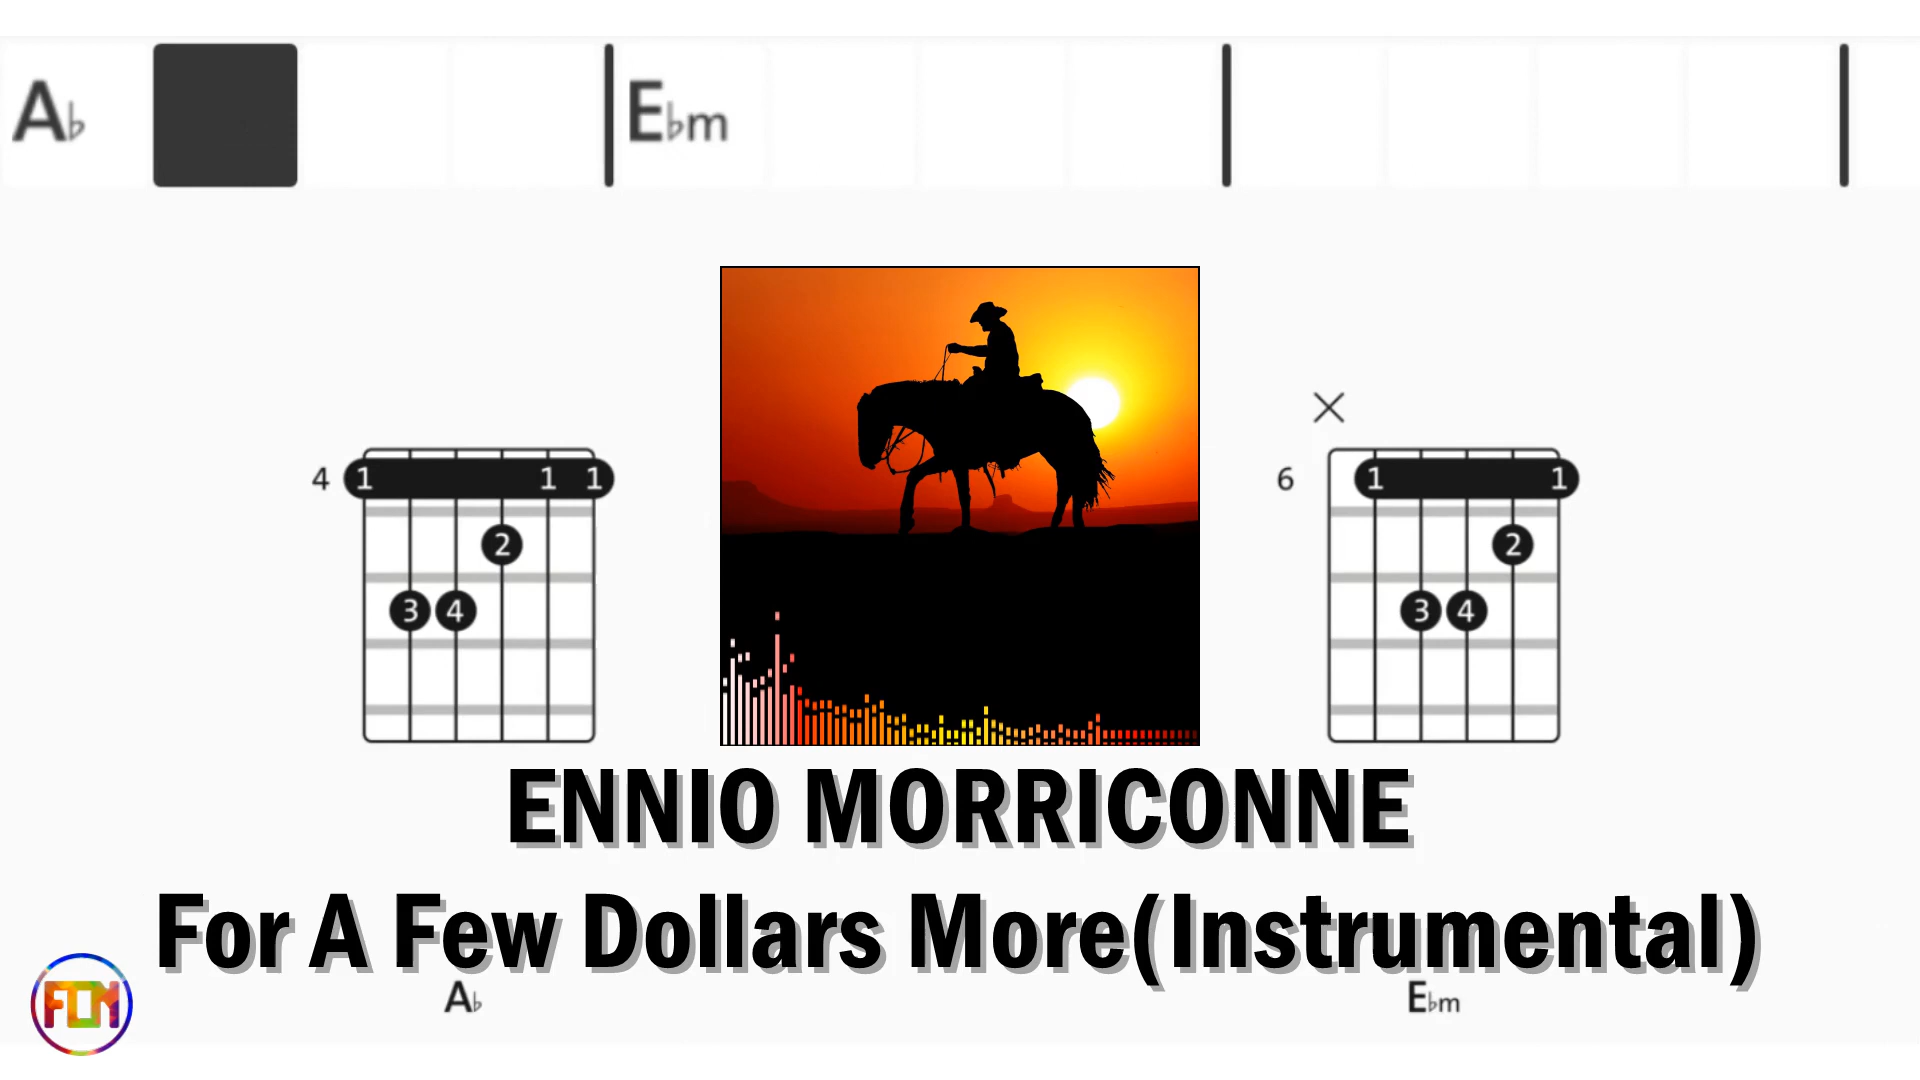 A♭ E♭m
4 1 1 1
2
3 4
6 1 1
2
3 4
ENNIO MORRICONNE
For A Few Dollars More(Instrumental)
FCM
A♭ E♭m